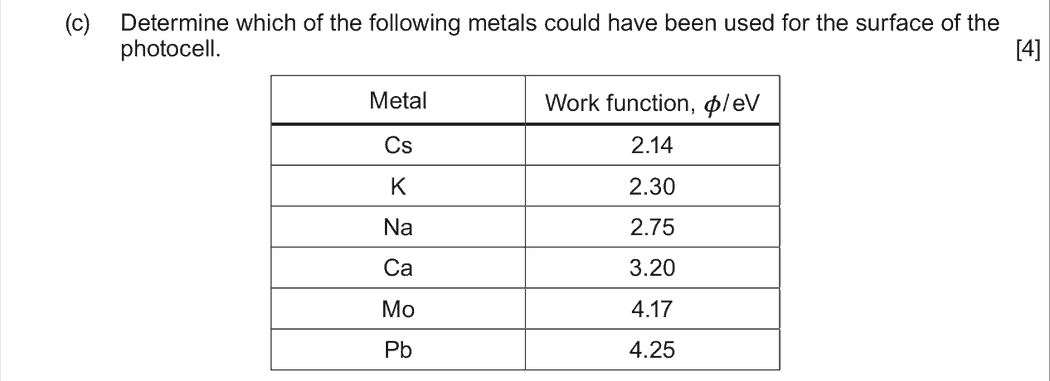 (c) Determine which of the following metals could have been used for the surface of the
photocell. [4]
Metal Work function, ϕ/eV
Cs 2.14
K 2.30
Na 2.75
Ca 3.20
Mo 4.17
Pb 4.25